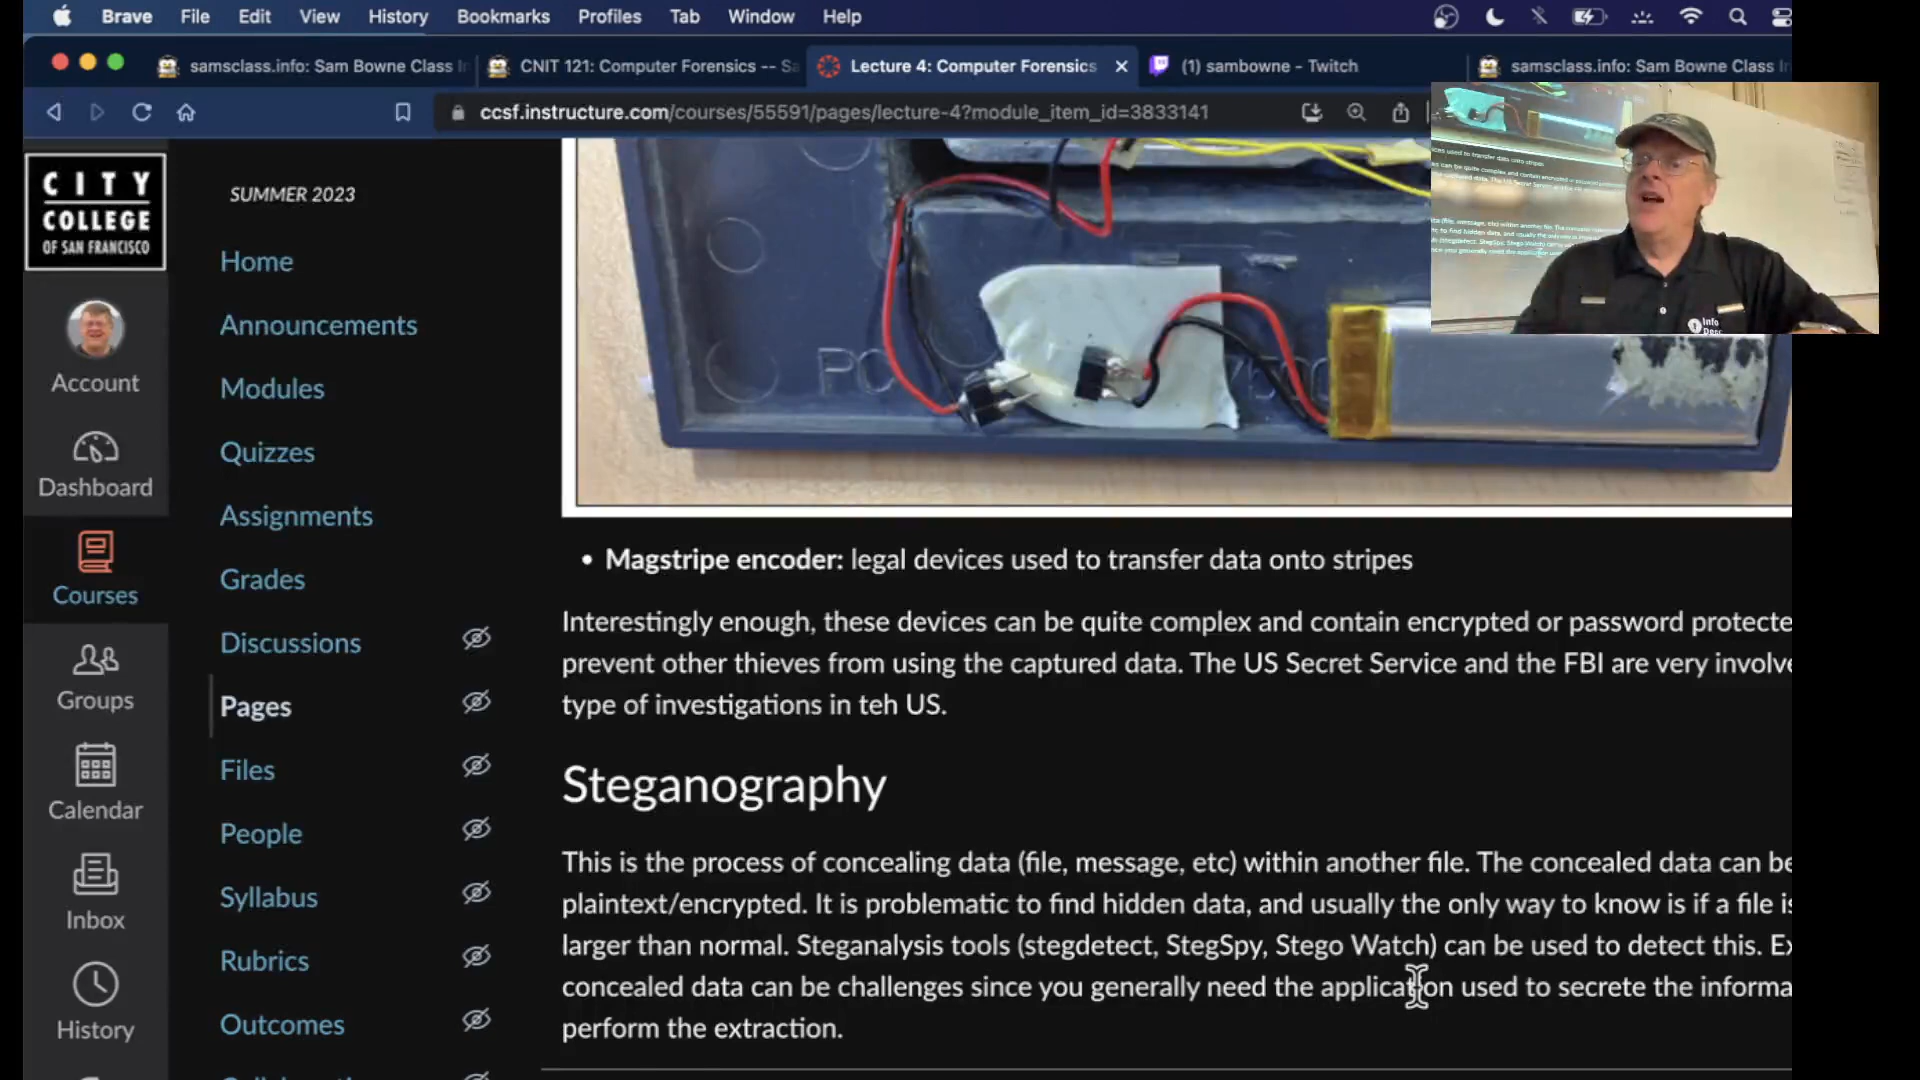 Brave File Edit View History Bookmarks Profiles Tab Window Help
samsclass.info: Sam Bowne Class I
CNIT 121: Computer Forensics -- Sa
Lecture 4: Computer Forensics
(1) sambowne - Twitch
samsclass.info: Sam Bowne Class I
ccsf.instructure.com/courses/55591/pages/lecture-4?module_item_id=3833141
CITY
COLLEGE
OF SAN FRANCISCO
Account
Dashboard
Courses
Groups
Calendar
Inbox
History
SUMMER 2023
Home
Announcements
Modules
Quizzes
Assignments
Grades
Discussions
Pages
Files
People
Syllabus
Rubrics
Outcomes
PC
Info
• Magstripe encoder: legal devices used to transfer data onto stripes
Interestingly enough, these devices can be quite complex and contain encrypted or password protecte
prevent other thieves from using the captured data. The US Secret Service and the FBI are very involve
type of investigations in teh US.
Steganography
This is the process of concealing data (file, message, etc) within another file. The concealed data can be
plaintext/encrypted. It is problematic to find hidden data, and usually the only way to know is if a file is
larger than normal. Steganalysis tools (stegdetect, StegSpy, Stego Watch) can be used to detect this. Ex
concealed data can be challenges since you generally need the application used to secrete the informa
perform the extraction.